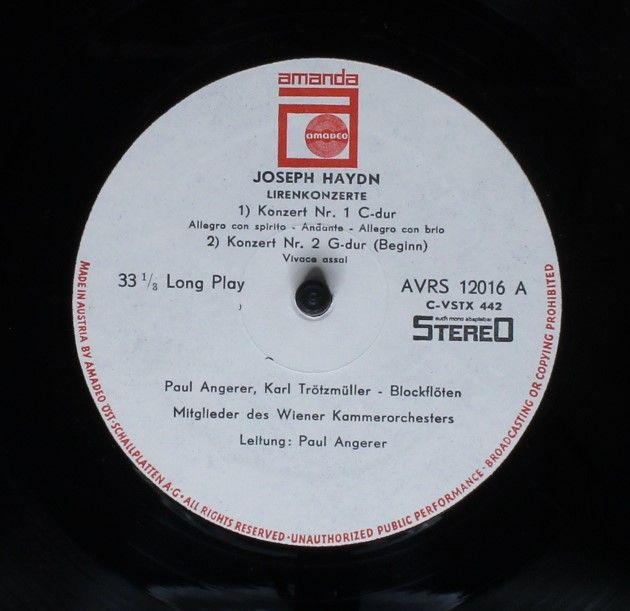 amanda
AMADEO
JOSEPH HAYDN
LIRENKONZERTE
1) Konzert Nr. 1 C-dur
Allegro con spirito - Andante - Allegro con brio
2) Konzert Nr. 2 G-dur (Beginn)
Vivace assai
33 1/3 Long Play
AVRS 12016 A
C-VSTX 442
auch mono abspielbar
STEREO
Paul Angerer, Karl Trötzmüller - Blockflöten
Mitglieder des Wiener Kammerorchesters
Leitung: Paul Angerer
MADE IN AUSTRIA BY AMADEO ÖST. SCHALLPLATTEN A.G. · ALL RIGHTS RESERVED · UNAUTHORIZED PUBLIC PERFORMANCE · BROADCASTING OR COPYING PROHIBITED